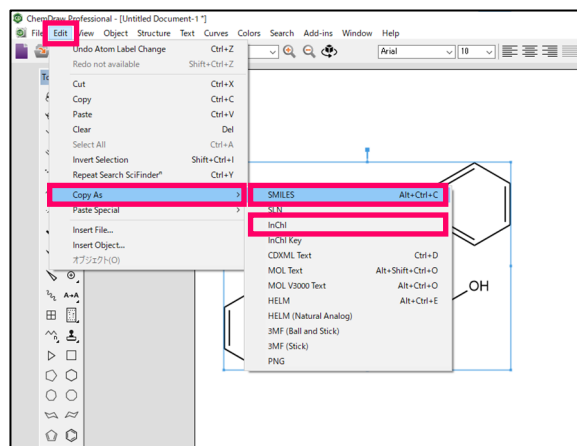 ChemDraw Professional - [Untitled Document-1 *]
File Edit View Object Structure Text Curves Colors Search Add-ins Window Help
Arial 10
Undo Atom Label Change Ctrl+Z
Redo not available Shift+Ctrl+Z
Cut Ctrl+X
Copy Ctrl+C
Paste Ctrl+V
Clear Del
Select All Ctrl+A
Invert Selection Shift+Ctrl+I
Repeat Search SciFinderⁿ Ctrl+Y
Copy As
Paste Special
Insert File...
Insert Object...
オブジェクト(O)
SMILES Alt+Ctrl+C
SLN
InChI
InChI Key
CDXML Text Ctrl+D
MOL Text Alt+Shift+Ctrl+O
MOL V3000 Text Alt+Ctrl+O
HELM Alt+Ctrl+E
HELM (Natural Analog)
3MF (Ball and Stick)
3MF (Stick)
PNG
OH